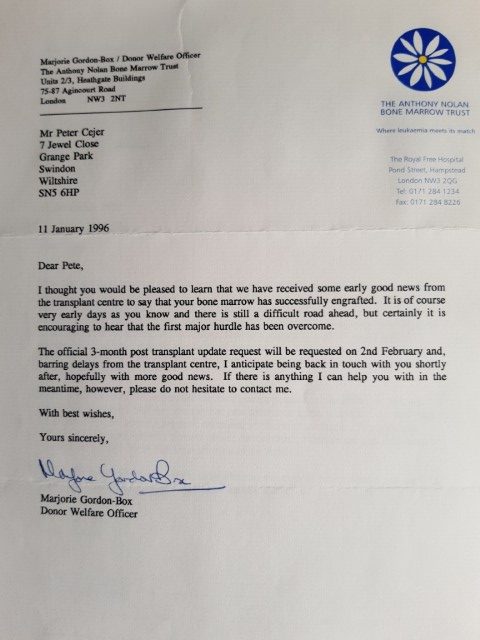 Marjorie Gordon-Box / Donor Welfare Officer
The Anthony Nolan Bone Marrow Trust
Units 2/3, Heathgate Buildings
75-87 Agincourt Road
London NW3 2NT
THE ANTHONY NOLAN
BONE MARROW TRUST
Where leukaemia meets its match
The Royal Free Hospital
Pond Street, Hampstead
London NW3 2QG
Tel: 0171 284 1234
Fax: 0171 284 8226
Mr Peter Cejer
7 Jewel Close
Grange Park
Swindon
Wiltshire
SN5 6HP
11 January 1996
Dear Pete,
I thought you would be pleased to learn that we have received some early good news from
the transplant centre to say that your bone marrow has successfully engrafted. It is of course
very early days as you know and there is still a difficult road ahead, but certainly it is
encouraging to hear that the first major hurdle has been overcome.
The official 3-month post transplant update request will be requested on 2nd February and,
barring delays from the transplant centre, I anticipate being back in touch with you shortly
after, hopefully with more good news. If there is anything I can help you with in the
meantime, however, please do not hesitate to contact me.
With best wishes,
Yours sincerely,
Marjorie Gordon-Box
Marjorie Gordon-Box
Donor Welfare Officer